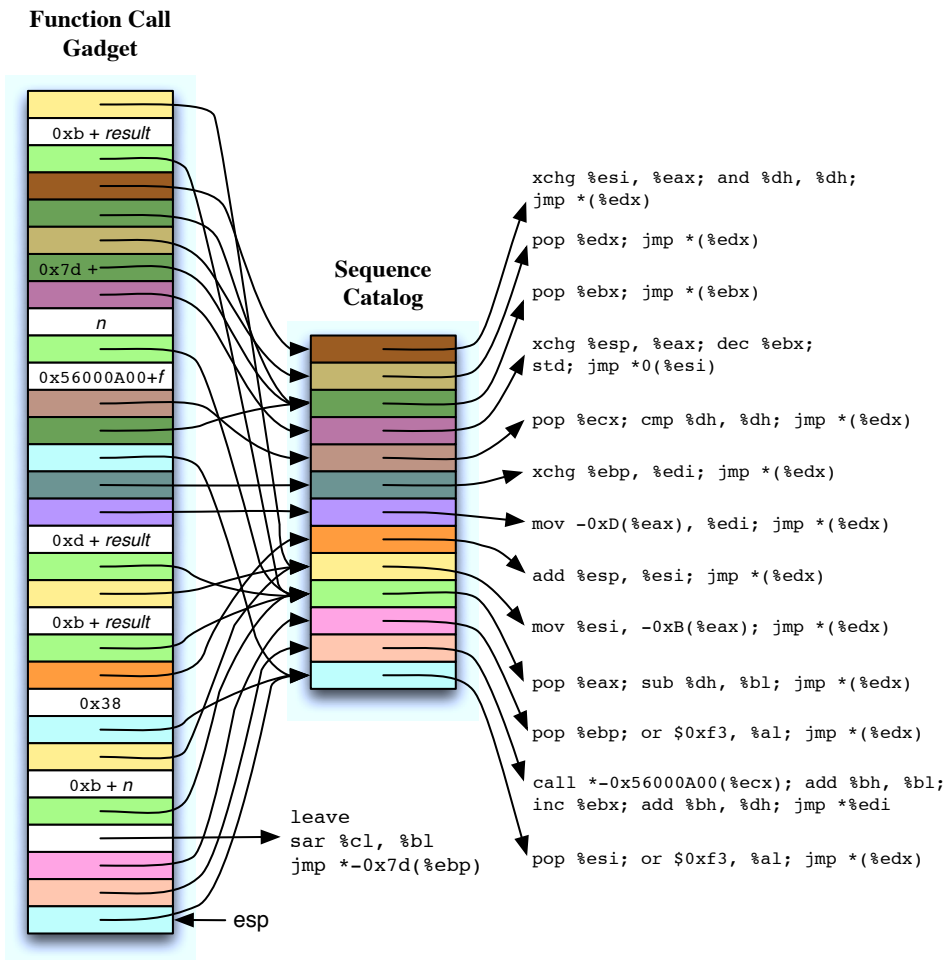 Function Call
Gadget
0xb + result
0x7d +
n
0x56000A00+f
0xd + result
0xb + result
0x38
0xb + n
esp
leave
sar %cl, %bl
jmp *-0x7d(%ebp)
Sequence
Catalog
xchg %esi, %eax; and %dh, %dh;
jmp *(%edx)
pop %edx; jmp *(%edx)
pop %ebx; jmp *(%ebx)
xchg %esp, %eax; dec %ebx;
std; jmp *0(%esi)
pop %ecx; cmp %dh, %dh; jmp *(%edx)
xchg %ebp, %edi; jmp *(%edx)
mov -0xD(%eax), %edi; jmp *(%edx)
add %esp, %esi; jmp *(%edx)
mov %esi, -0xB(%eax); jmp *(%edx)
pop %eax; sub %dh, %bl; jmp *(%edx)
pop %ebp; or $0xf3, %al; jmp *(%edx)
call *-0x56000A00(%ecx); add %bh, %bl;
inc %ebx; add %bh, %dh; jmp *%edi
pop %esi; or $0xf3, %al; jmp *(%edx)